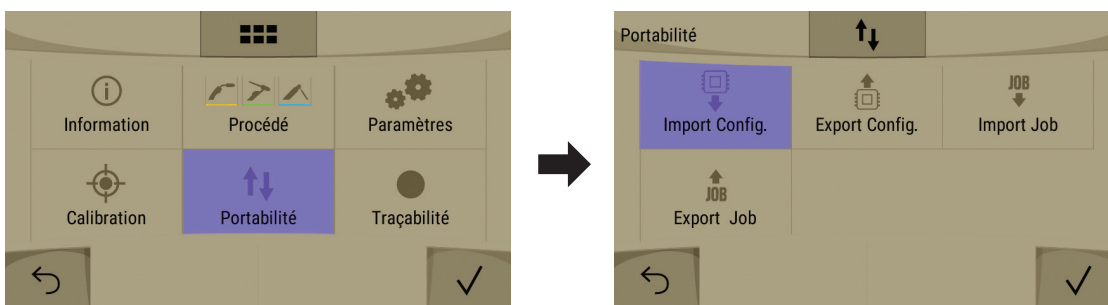 Information Procédé Paramètres
Calibration Portabilité Traçabilité
Portabilité
JOB
Import Config. Export Config. Import Job
JOB
Export Job